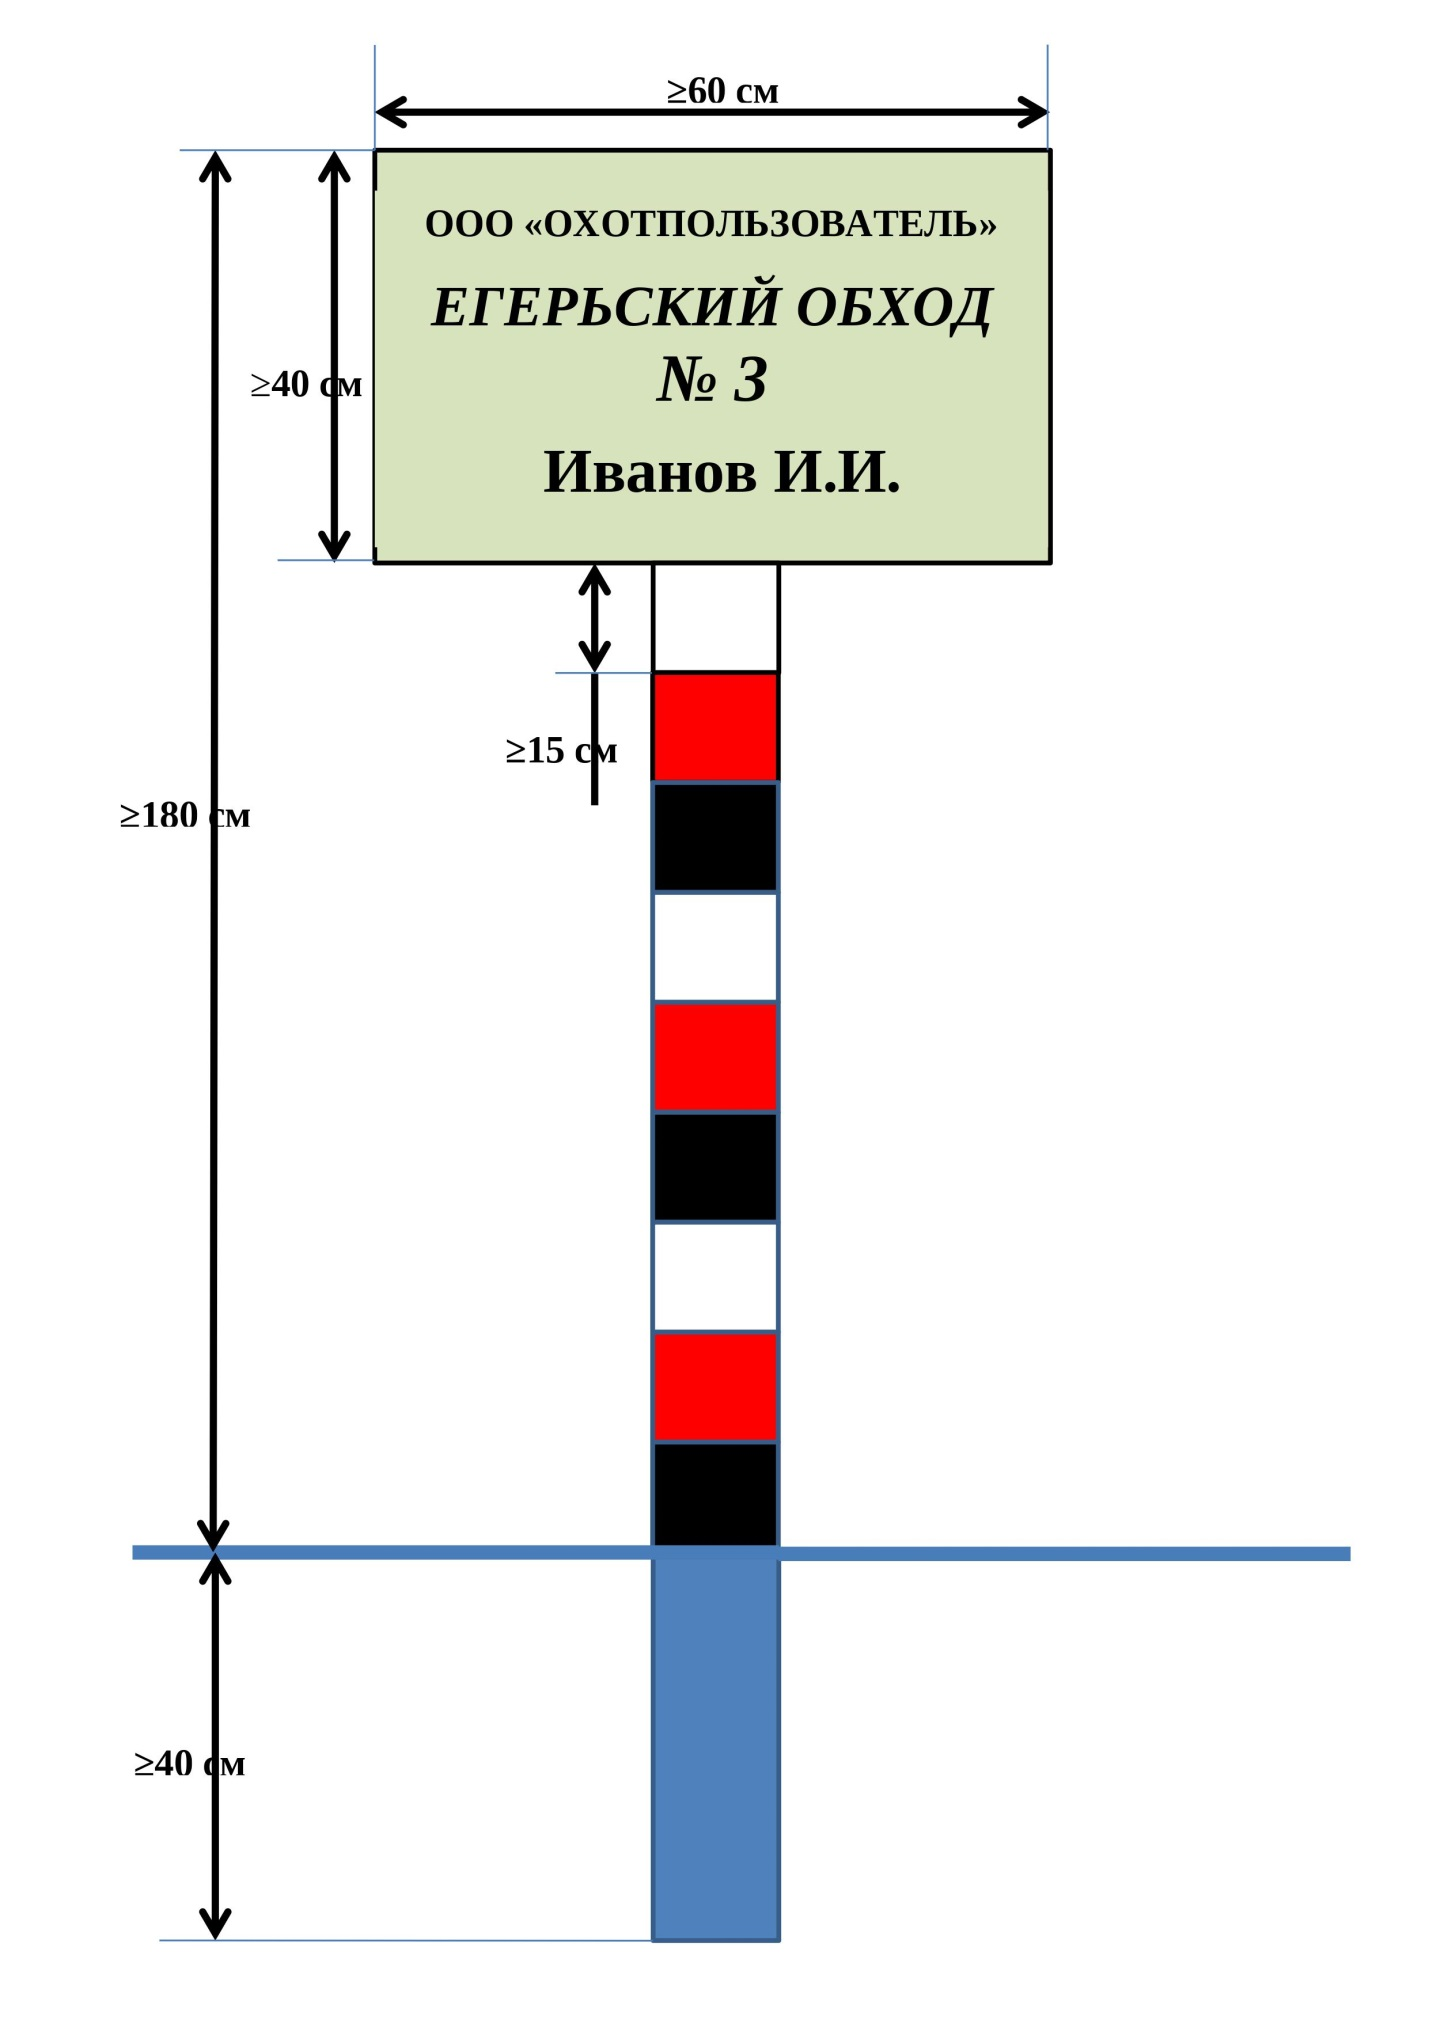 ≥60 см
ООО «ОХОТПОЛЬЗОВАТЕЛЬ»
ЕГЕРЬСКИЙ ОБХОД
№ 3
≥40 см
Иванов И.И.
≥15 см
≥180 см
≥40 см